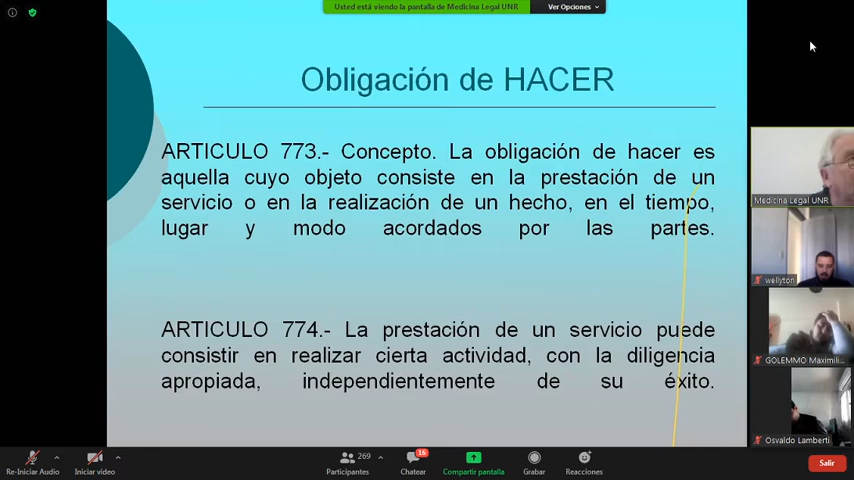 Usted está viendo la pantalla de Medicina Legal UNR
Ver Opciones
Obligación de HACER
ARTICULO 773.- Concepto. La obligación de hacer es
aquella cuyo objeto consiste en la prestación de un
servicio o en la realización de un hecho, en el tiempo,
lugar y modo acordados por las partes.
ARTICULO 774.- La prestación de un servicio puede
consistir en realizar cierta actividad, con la diligencia
apropiada, independientemente de su éxito.
Medicina Legal UNR
wellyton
GOLEMMO Maximili...
Osvaldo Lamberti
Re-Iniciar Audio
Iniciar video
269
Participantes
16
Chatear
Compartir pantalla
Grabar
Reacciones
Salir